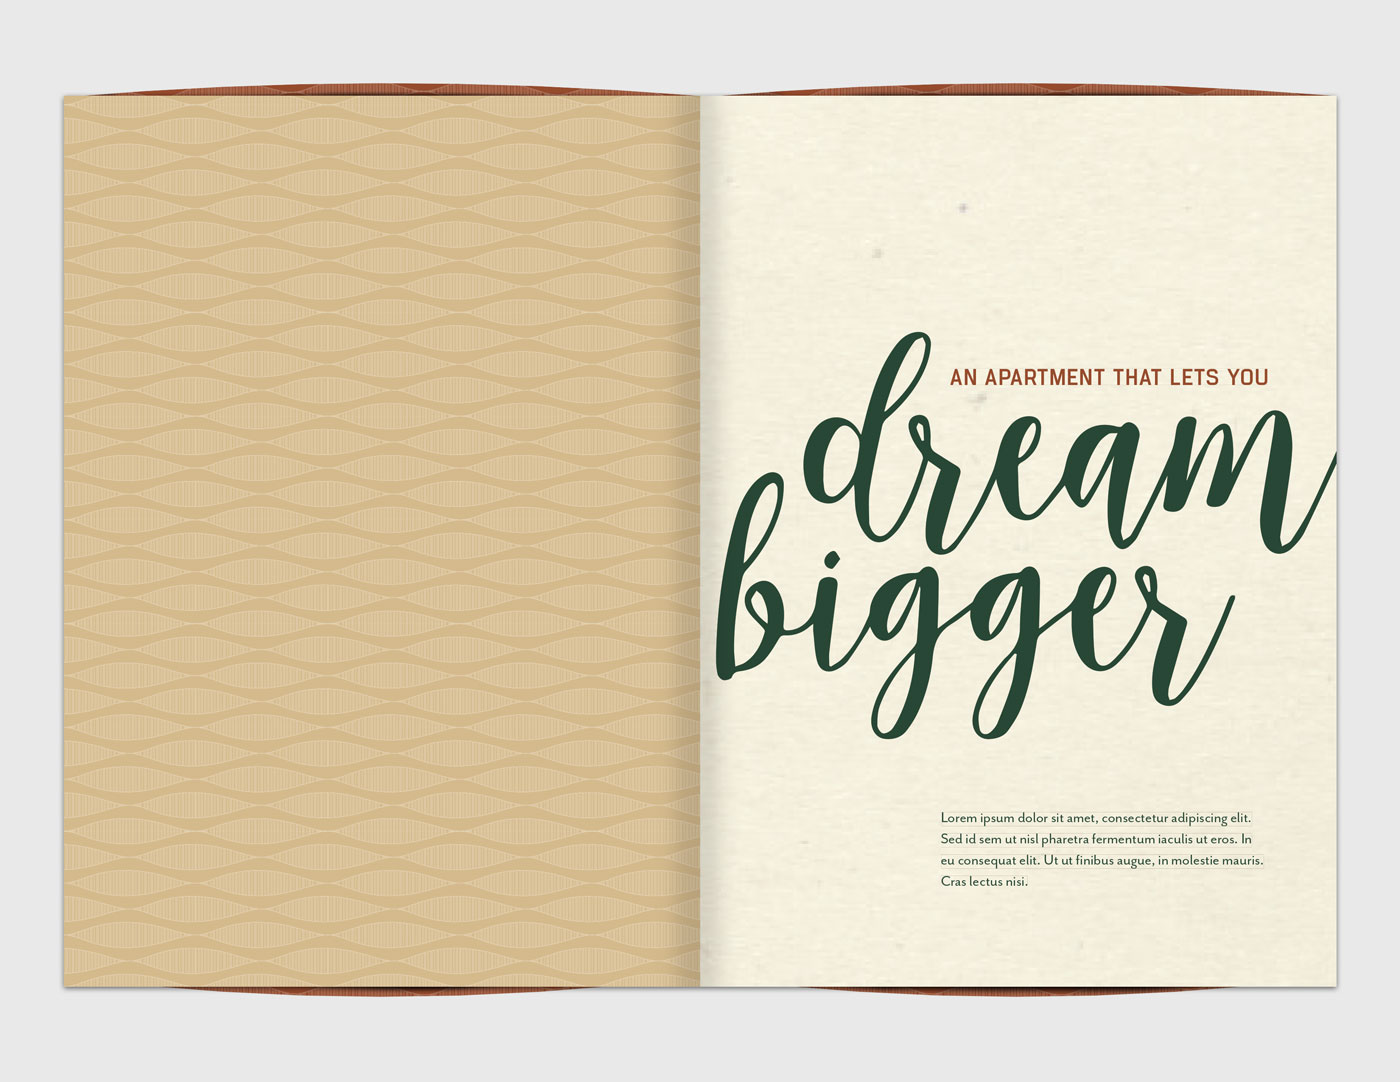 AN APARTMENT THAT LETS YOU
dream
bigger
Lorem ipsum dolor sit amet, consectetur adipiscing elit.
Sed id sem ut nisl pharetra fermentum iaculis ut eros. In
eu consequat elit. Ut ut finibus augue, in molestie mauris.
Cras lectus nisi.